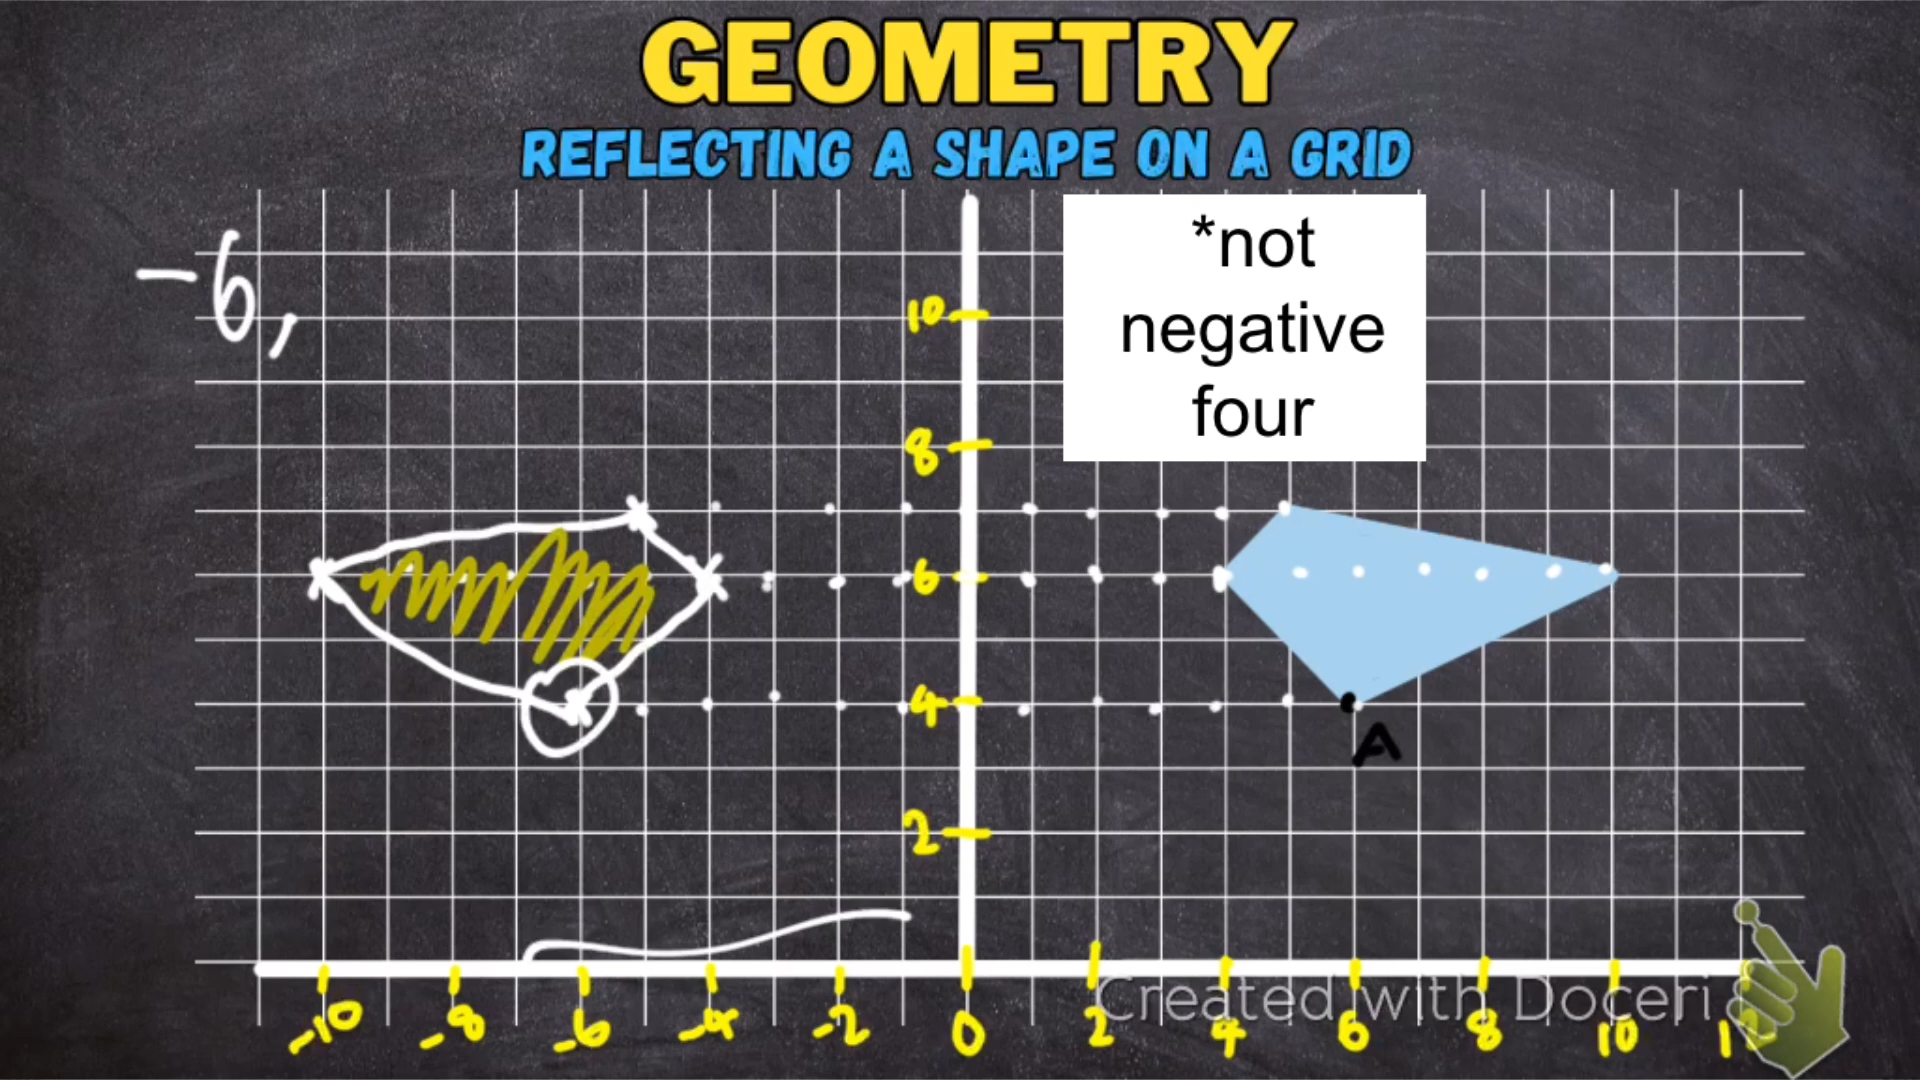 GEOMETRY
REFLECTING A SHAPE ON A GRID
-6,
*not
negative
four
10
8
6
4
2
A
-10 -8 -6 -4 -2 0 2 4 6 8 10 12
Created with Doceri